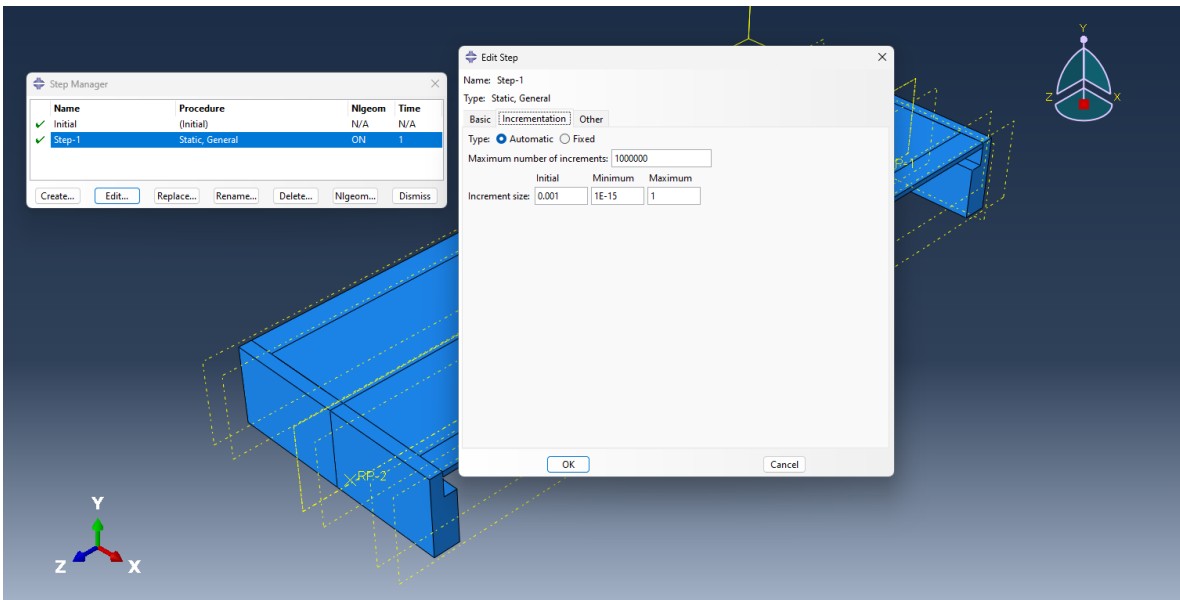 Step Manager
Name Procedure Nlgeom Time
Initial (Initial) N/A N/A
Step-1 Static, General ON 1
Create... Edit... Replace... Rename... Delete... Nlgeom... Dismiss
Edit Step
Name: Step-1
Type: Static, General
Basic Incrementation Other
Type: Automatic Fixed
Maximum number of increments: 1000000
Initial Minimum Maximum
Increment size: 0.001 1E-15 1
OK Cancel
Y
Z X
RP-2
Y
Z X